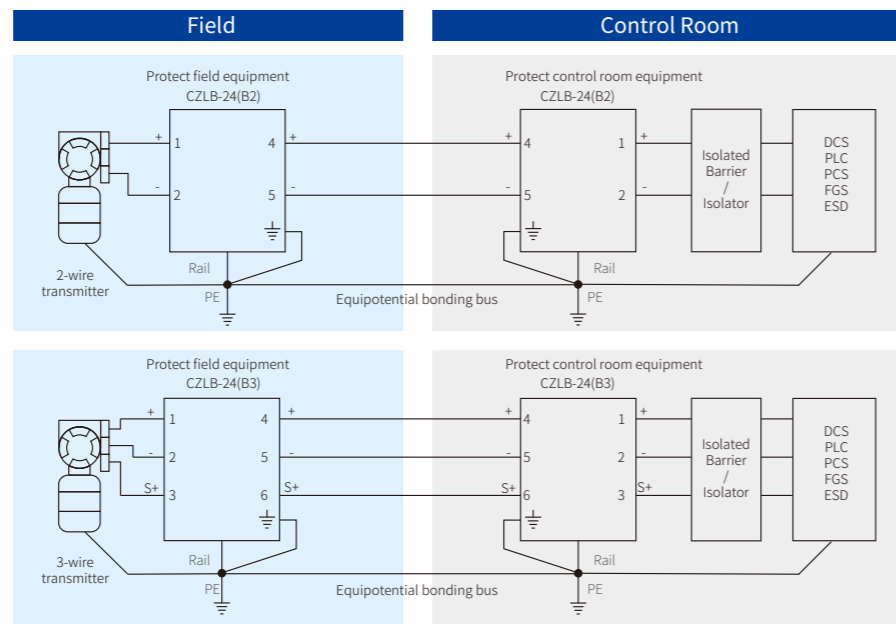 Field
Control Room
Protect field equipment
CZLB-24(B2)
Protect control room equipment
CZLB-24(B2)
+ 1 4 + + 4 1 +
- 2 5 - - 5 2 -
Isolated
Barrier
/
Isolator
DCS
PLC
PCS
FGS
ESD
2-wire
transmitter
Rail
PE
Equipotential bonding bus
Rail
PE
Protect field equipment
CZLB-24(B3)
Protect control room equipment
CZLB-24(B3)
+ 1 4 + + 4 1 +
- 2 5 - - 5 2 -
S+ 3 6 S+ S+ 6 3 S+
Isolated
Barrier
/
Isolator
DCS
PLC
PCS
FGS
ESD
3-wire
transmitter
Rail
PE
Equipotential bonding bus
Rail
PE